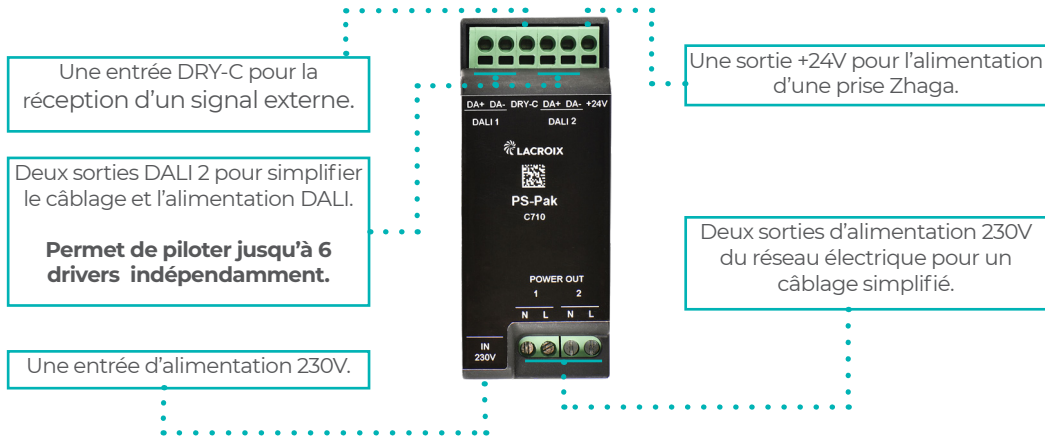 Une entrée DRY-C pour la
réception d'un signal externe.
Une sortie +24V pour l'alimentation
d'une prise Zhaga.
DA+ DA- DRY-C DA+ DA- +24V
DALI 1 DALI 2
LACROIX
PS-Pak
C710
Deux sorties DALI 2 pour simplifier
le câblage et l'alimentation DALI.
Permet de piloter jusqu'à 6
drivers indépendamment.
Deux sorties d'alimentation 230V
du réseau électrique pour un
câblage simplifié.
POWER OUT
1 2
N L N L
IN
230V
Une entrée d'alimentation 230V.